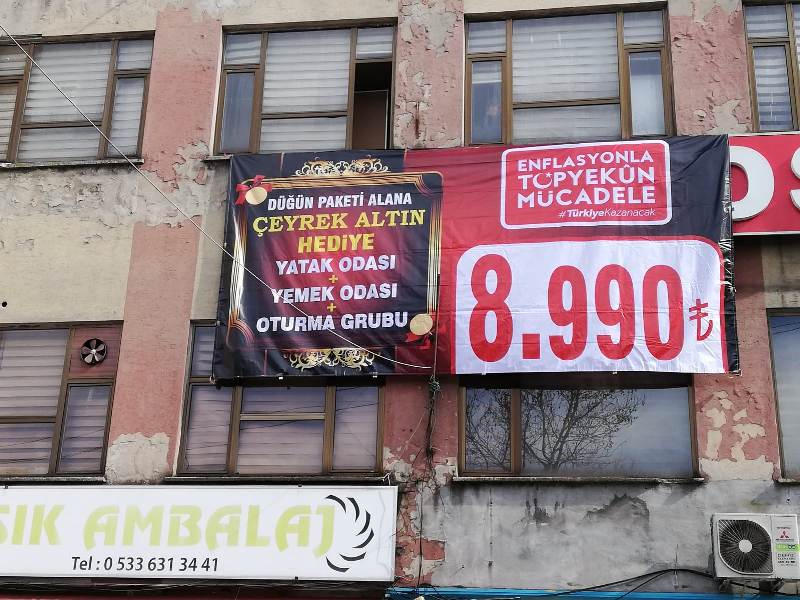 DÜĞÜN PAKETİ ALANA
ÇEYREK ALTIN
HEDİYE
YATAK ODASI
+
YEMEK ODASI
+
OTURMA GRUBU
ENFLASYONLA
TOPYEKÛN
MÜCADELE
#TürkiyeKazanacak
8.990 ₺
SIK AMBALAJ
Tel : 0 533 631 34 41